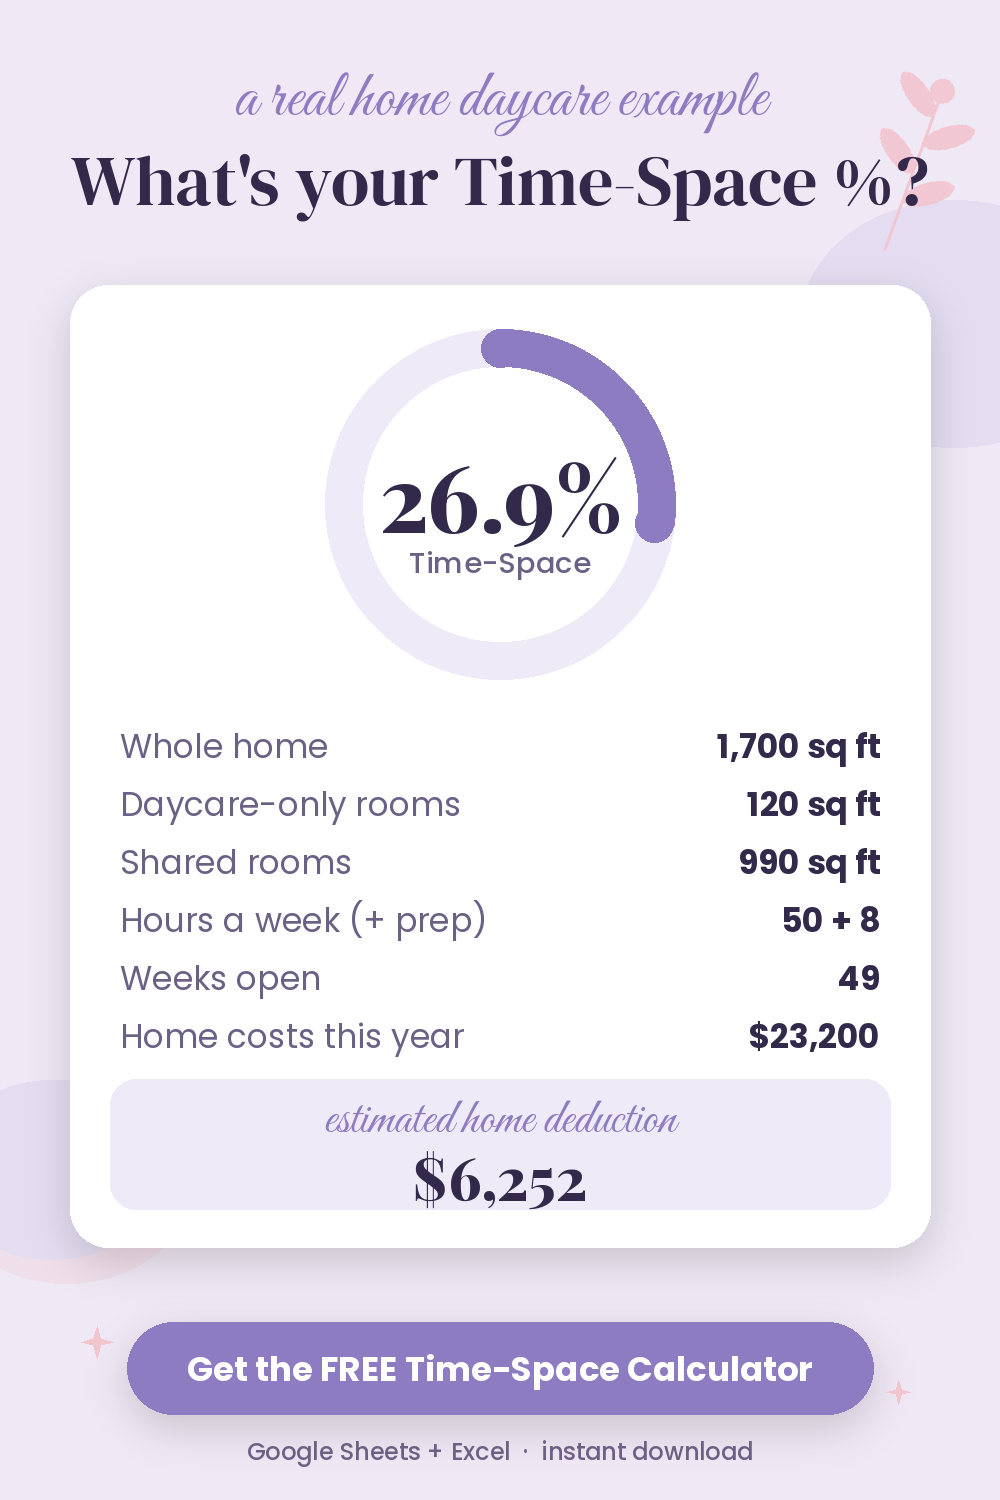 a real home daycare example
What's your Time-Space %?
26.9%
Time-Space
Whole home 1,700 sq ft
Daycare-only rooms 120 sq ft
Shared rooms 990 sq ft
Hours a week (+ prep) 50 + 8
Weeks open 49
Home costs this year $23,200
estimated home deduction
$6,252
Get the FREE Time-Space Calculator
Google Sheets + Excel · instant download